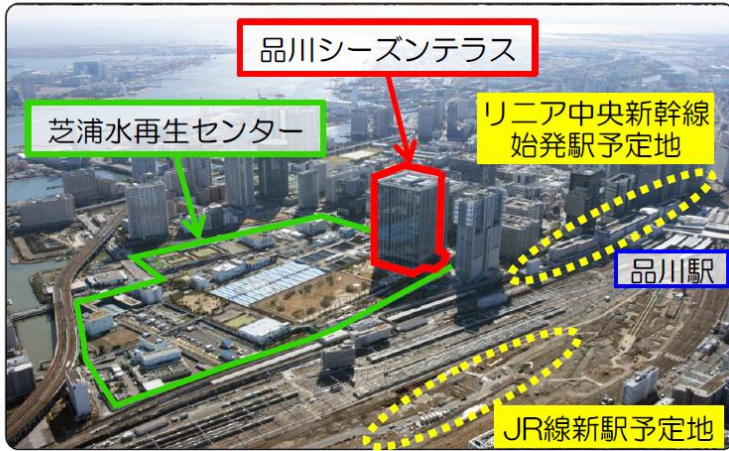 品川シーズンテラス
芝浦水再生センター
リニア中央新幹線
始発駅予定地
品川駅
JR線新駅予定地